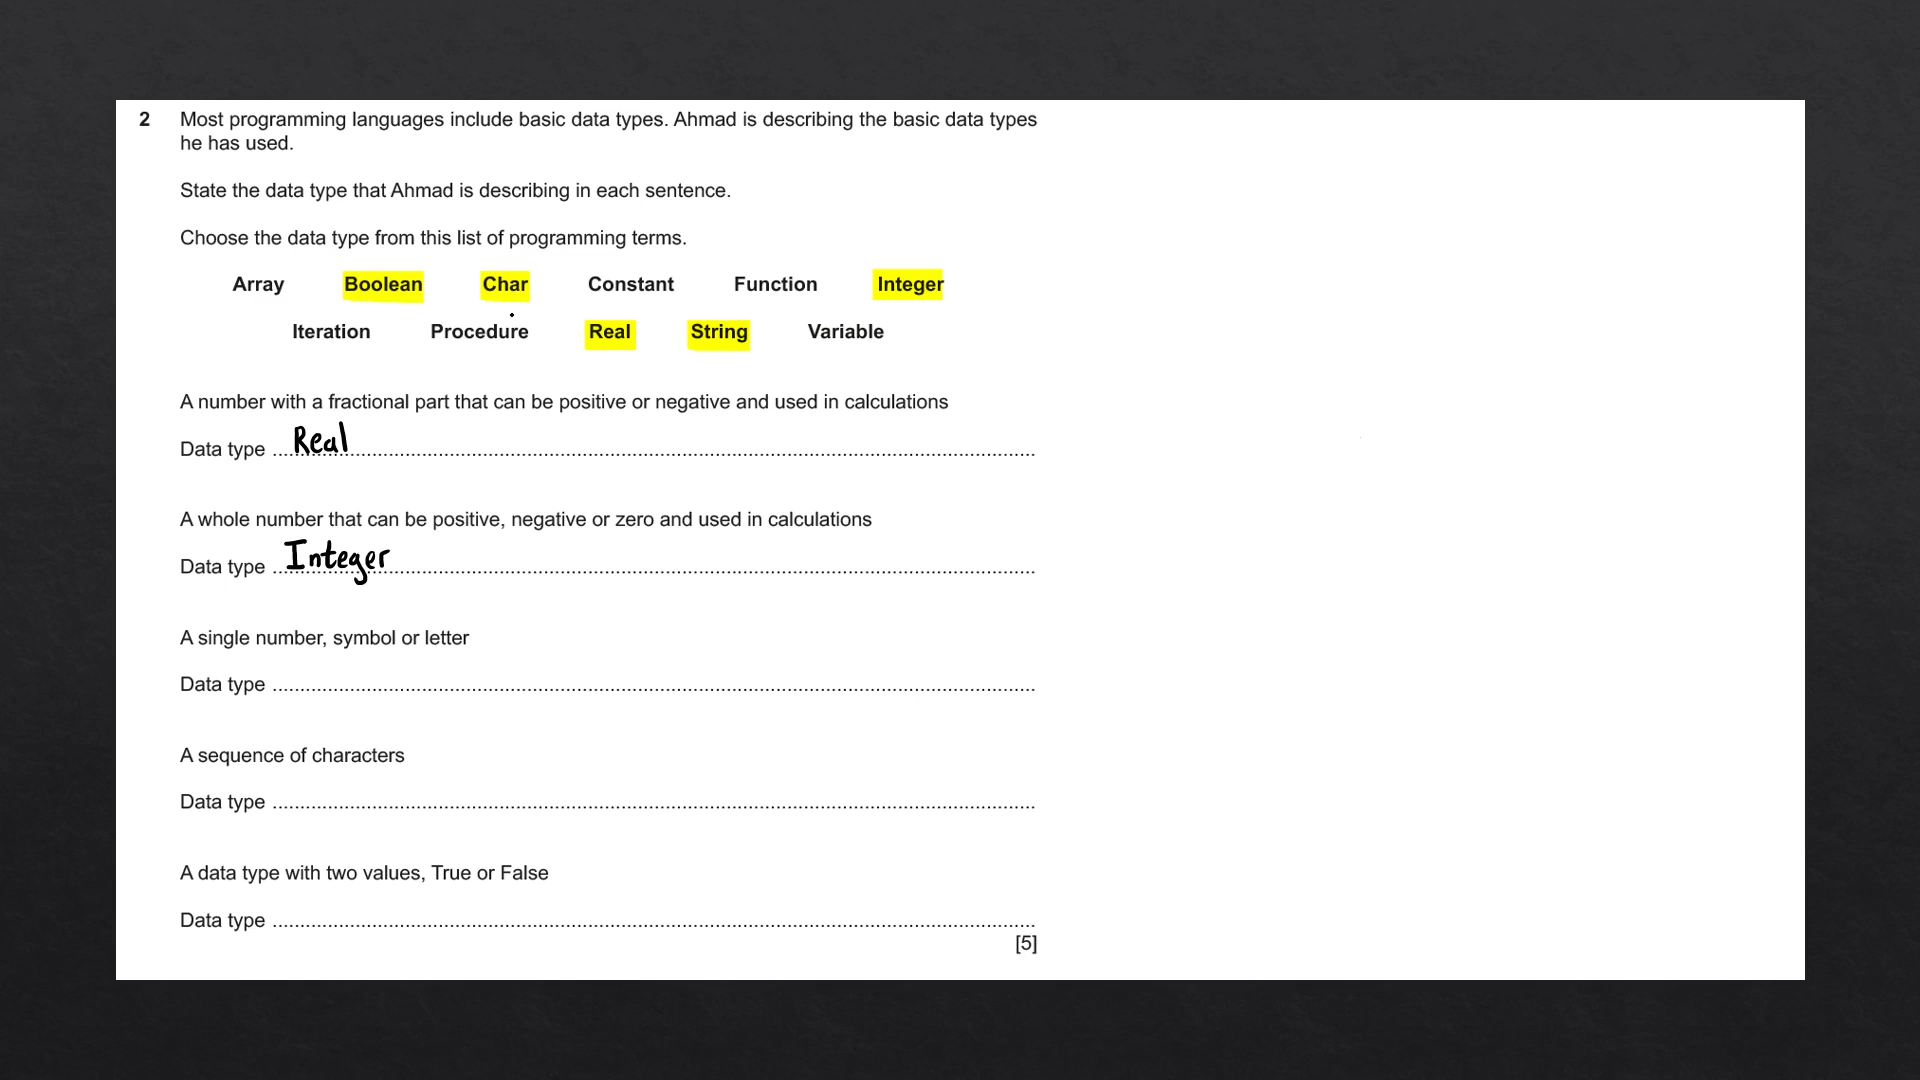 2 Most programming languages include basic data types. Ahmad is describing the basic data types
he has used.
State the data type that Ahmad is describing in each sentence.
Choose the data type from this list of programming terms.
Array Boolean Char Constant Function Integer
Iteration Procedure Real String Variable
A number with a fractional part that can be positive or negative and used in calculations
Data type ... Real ...
A whole number that can be positive, negative or zero and used in calculations
Data type ... Integer ...
A single number, symbol or letter
Data type ...
A sequence of characters
Data type ...
A data type with two values, True or False
Data type ...
[5]